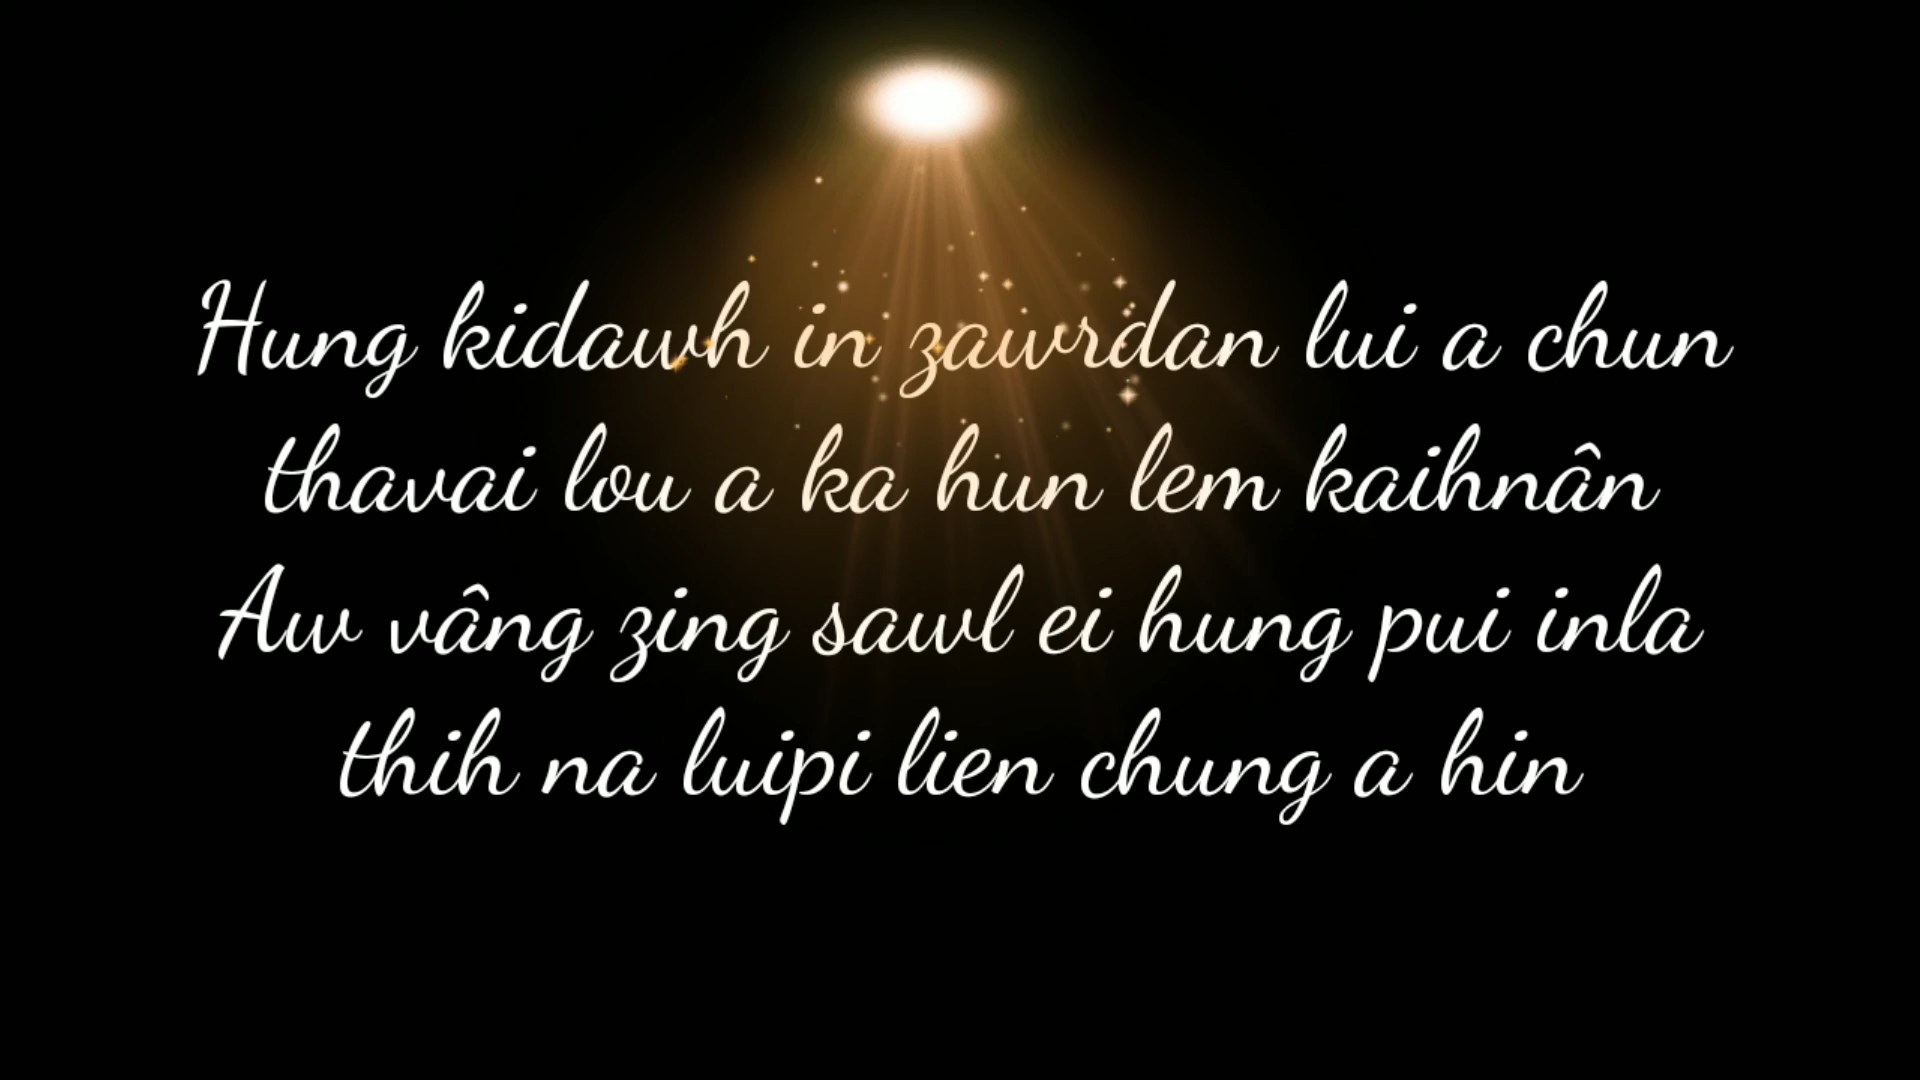 Hung kidawh in zawrdan lui a chun
thavai lou a ka hun lem kaihnân
Aw vâng zing sawl ei hung pui inla
thih na luipi lien chung a hin